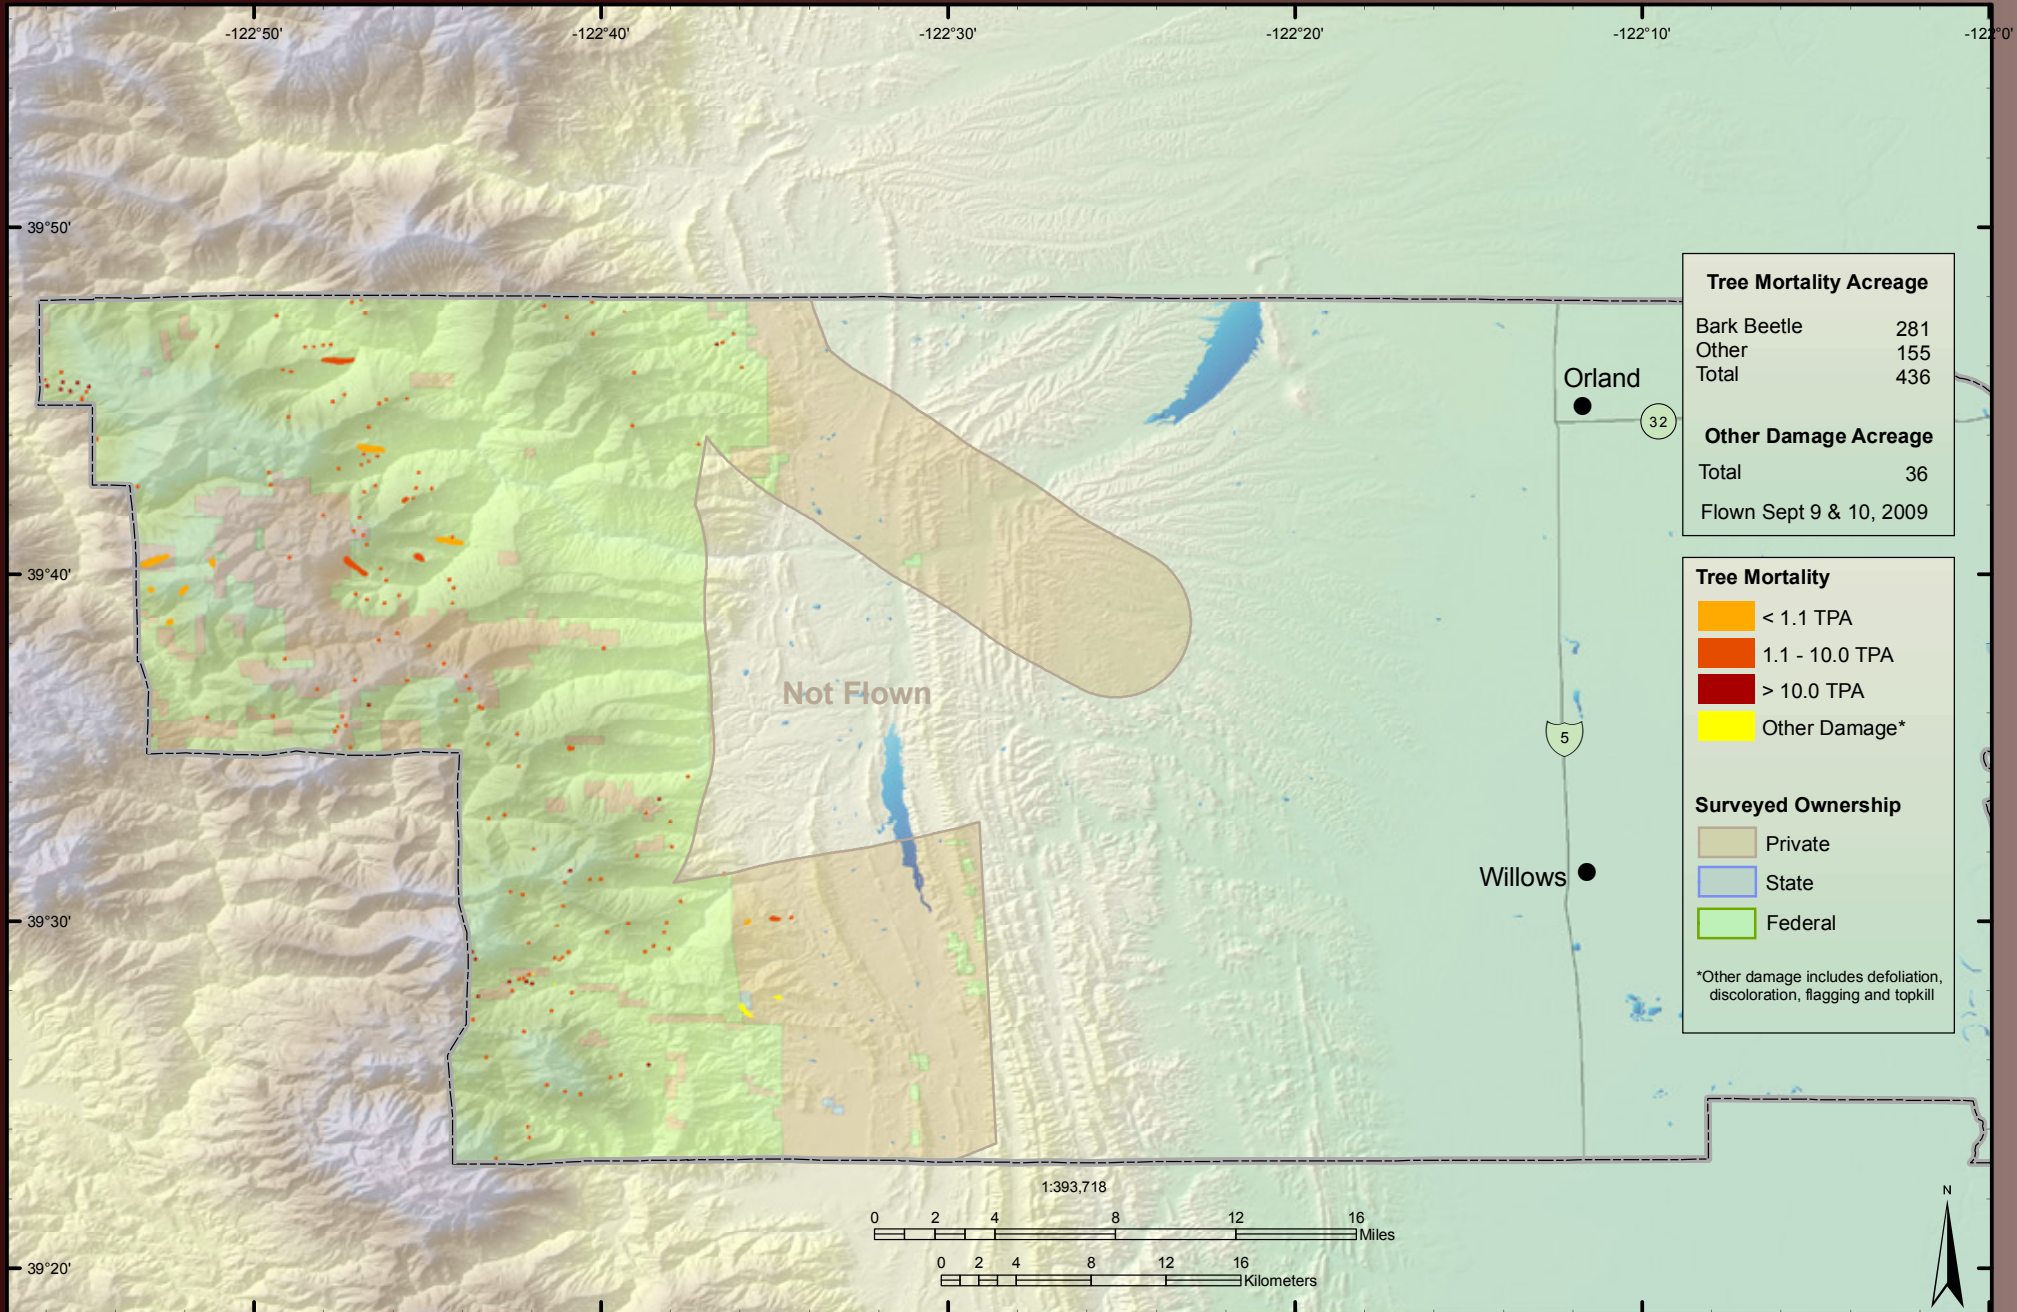 -122°50'
-122°40'
-122°30'
-122°20'
-122°10'
-122°0'
39°50'
39°40'
39°30'
39°20'
Orland
32
Not Flown
5
Willows
Tree Mortality Acreage
Bark Beetle 281
Other 155
Total 436
Other Damage Acreage
Total 36
Flown Sept 9 & 10, 2009
Tree Mortality
< 1.1 TPA
1.1 - 10.0 TPA
> 10.0 TPA
Other Damage*
Surveyed Ownership
Private
State
Federal
*Other damage includes defoliation,
discoloration, flagging and topkill
1:393,718
0 2 4 8 12 16
Miles
0 2 4 8 12 16
Kilometers
N